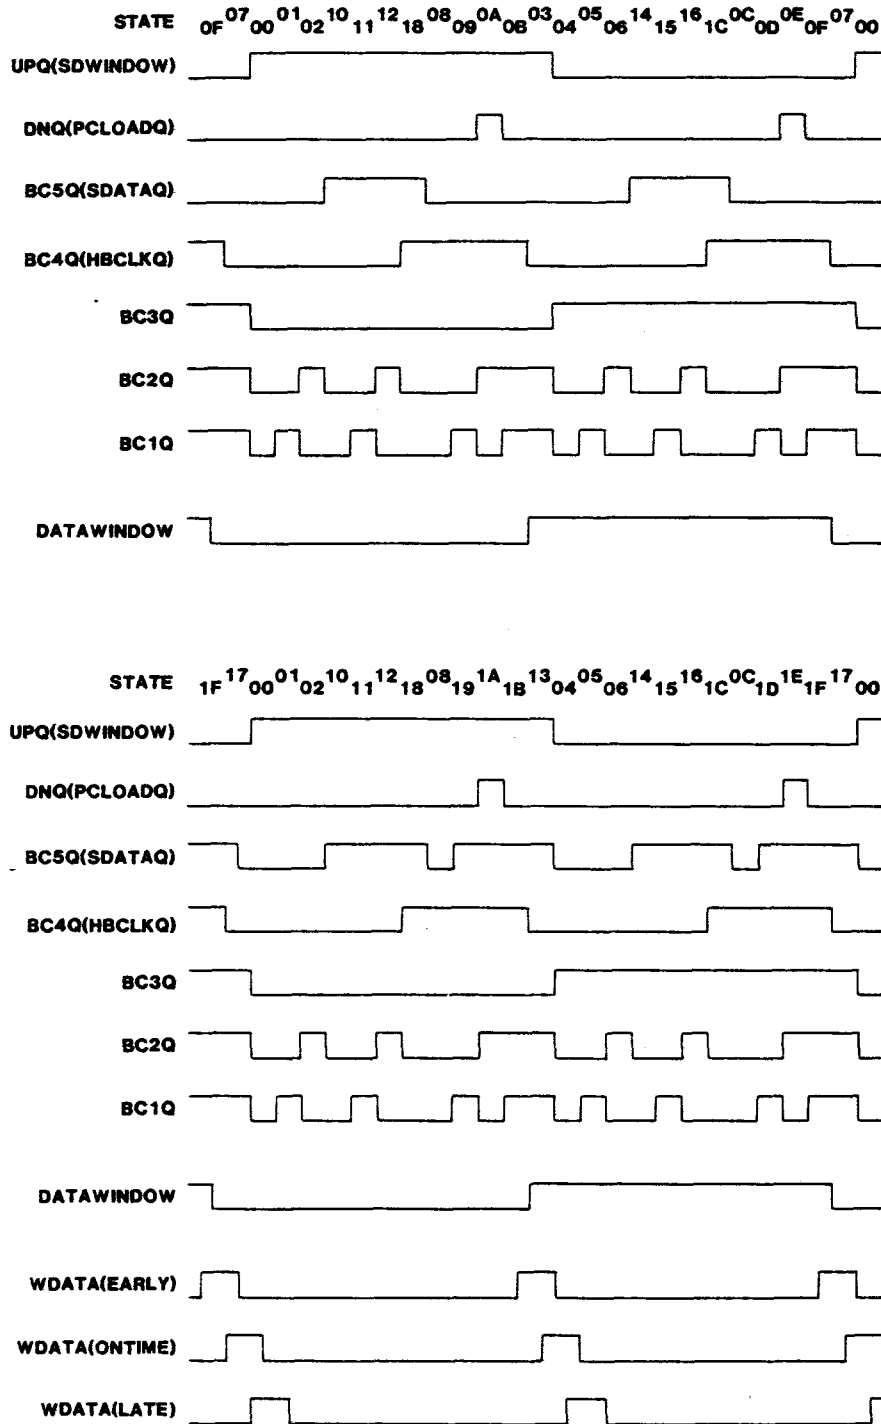 STATE 0F 07 00 01 02 10 11 12 18 08 09 0A 0B 03 04 05 06 14 15 16 1C 0C 0D 0E 0F 07 00
UPQ(SDWINDOW)
DNQ(PCLOADQ)
BC5Q(SDATAQ)
BC4Q(HBCLKQ)
BC3Q
BC2Q
BC1Q
DATAWINDOW
STATE 1F 17 00 01 02 10 11 12 18 08 19 1A 1B 13 04 05 06 14 15 16 1C 0C 1D 1E 1F 17 00
UPQ(SDWINDOW)
DNQ(PCLOADQ)
BC5Q(SDATAQ)
BC4Q(HBCLKQ)
BC3Q
BC2Q
BC1Q
DATAWINDOW
WDATA(EARLY)
WDATA(ONTIME)
WDATA(LATE)